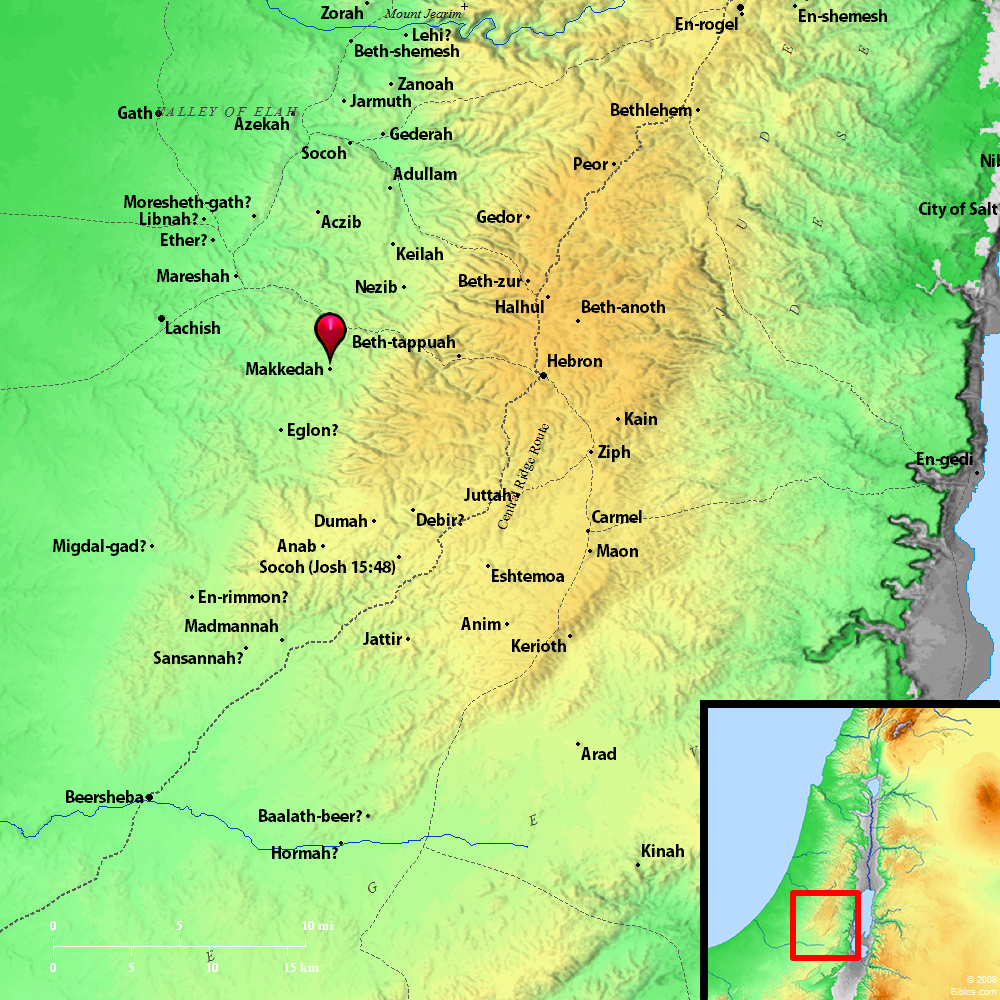 Zorah
Mount Jearim
En-rogel
En-shemesh
Lehi?
Beth-shemesh
Zanoah
Jarmuth
Gath
VALLEY OF ELAH
Azekah
Gederah
Bethlehem
Socoh
Adullam
Peor
Nib
Moresheth-gath?
Libnah?
Aczib
Gedor
City of Salt
Ether?
Keilah
Mareshah
Nezib
Beth-zur
Halhul
Beth-anoth
J U D E
D E S E
Lachish
Beth-tappuah
Makkedah
Hebron
Eglon?
Kain
Central Ridge Route
Ziph
En-gedi
Juttah
Dumah
Debir?
Carmel
Migdal-gad?
Anab
Maon
Socoh (Josh 15:48)
Eshtemoa
En-rimmon?
Madmannah
Anim
Jattir
Kerioth
Sansannah?
Arad
V
Beersheba
Baalath-beer?
E
Hormah?
Kinah
G
E
0 5 10 mi
0 5 10 15 km
© 2008
Biblos.com